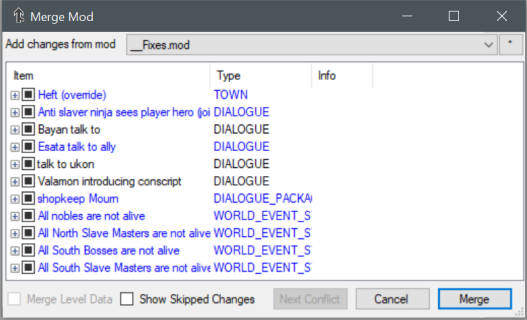 Merge Mod
Add changes from mod __Fixes.mod *
Item Type Info
Heft (override) TOWN
Anti slaver ninja sees player hero (joi DIALOGUE
Bayan talk to DIALOGUE
Esata talk to ally DIALOGUE
talk to ukon DIALOGUE
Valamon introducing conscript DIALOGUE
shopkeep Mourn DIALOGUE_PACKA
All nobles are not alive WORLD_EVENT_S
All North Slave Masters are not alive WORLD_EVENT_S
All South Bosses are not alive WORLD_EVENT_S
All South Slave Masters are not alive WORLD_EVENT_S
Merge Level Data Show Skipped Changes Next Conflict Cancel Merge